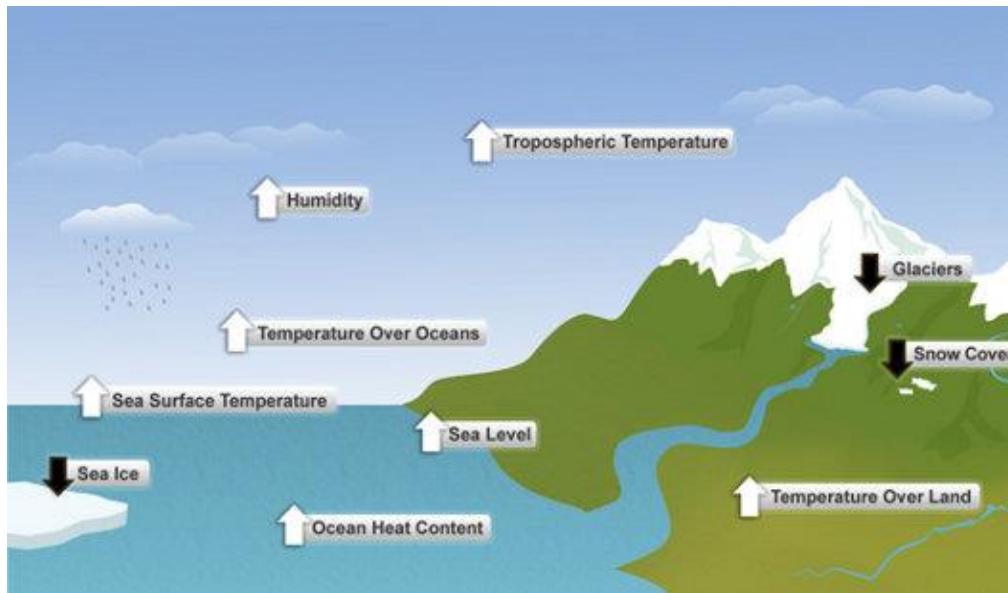 Tropospheric Temperature
Humidity
Glaciers
Temperature Over Oceans
Snow Cove
Sea Surface Temperature
Sea Level
Sea Ice
Temperature Over Land
Ocean Heat Content